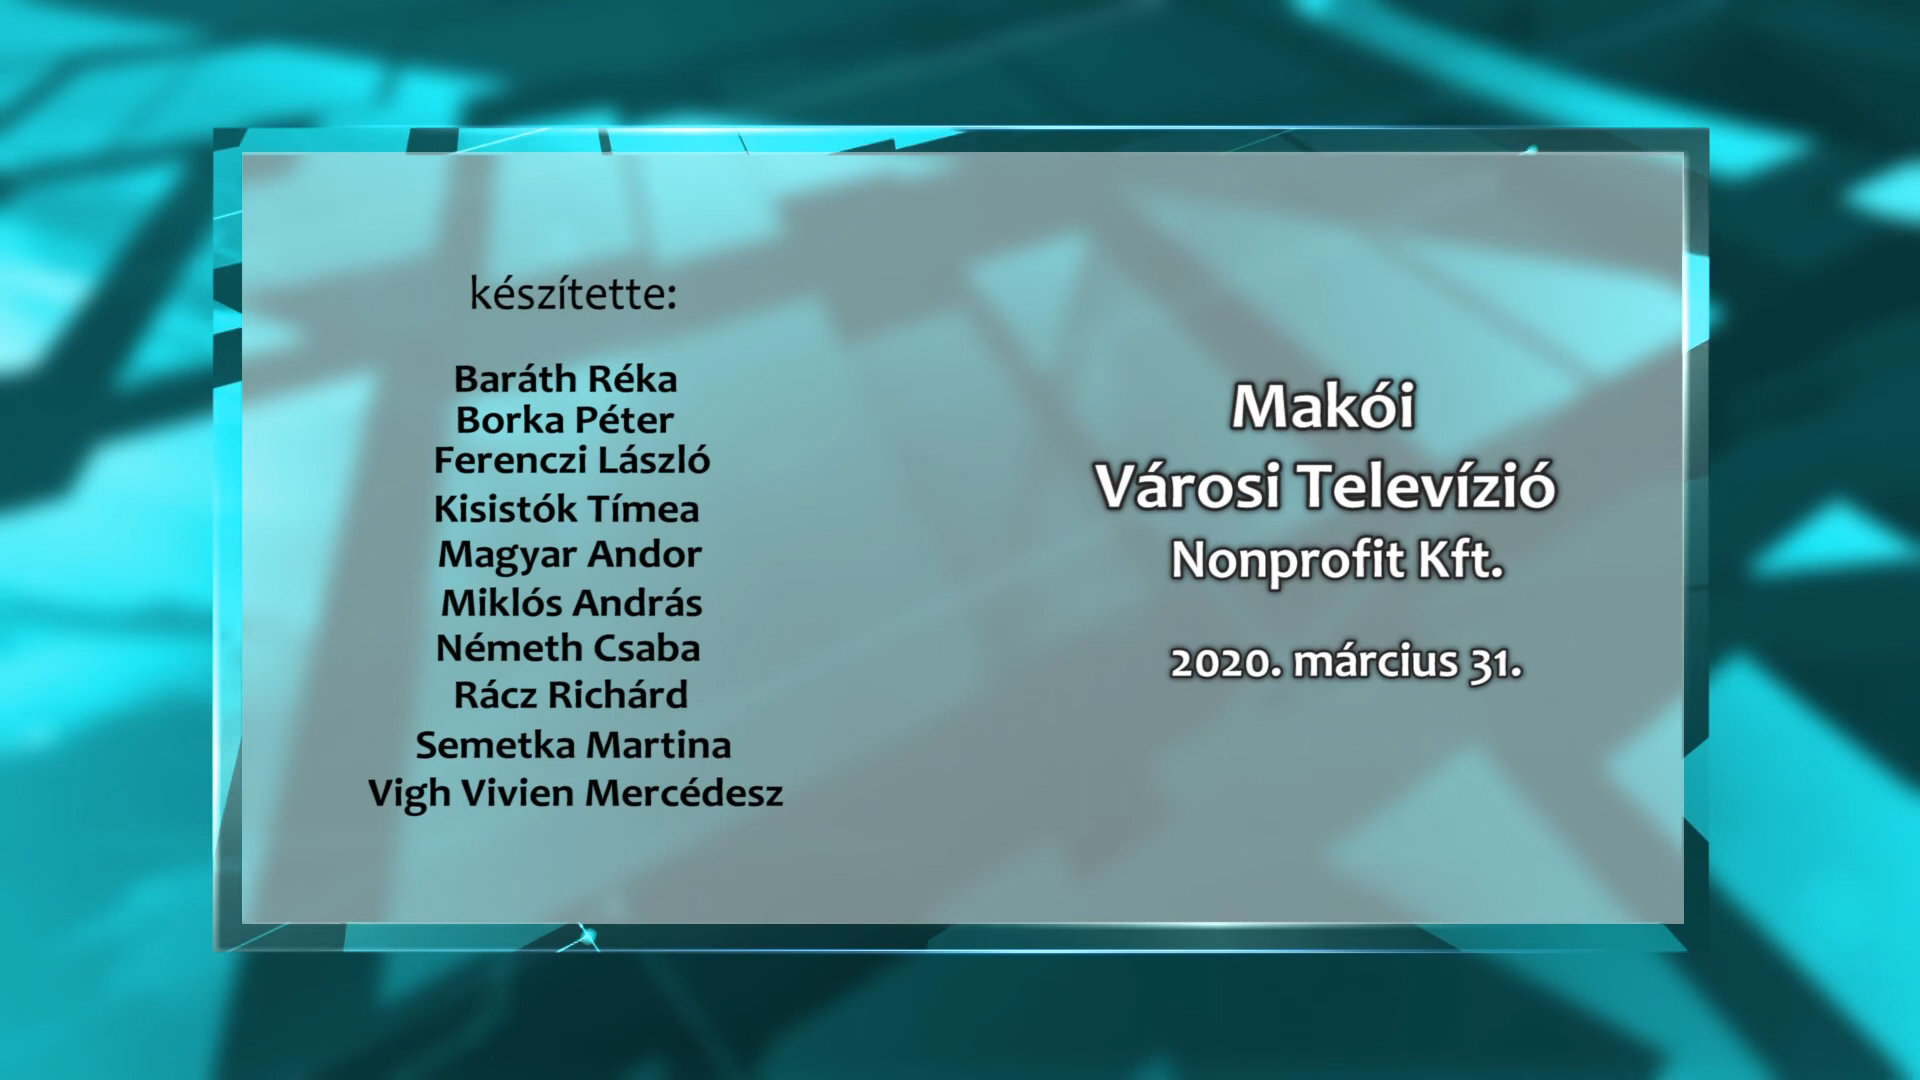 készítette:
Baráth Réka
Borka Péter
Ferenczi László
Kisistók Tímea
Magyar Andor
Miklós András
Németh Csaba
Rácz Richárd
Semetka Martina
Vigh Vivien Mercédesz
Makói
Városi Televízió
Nonprofit Kft.
2020. március 31.